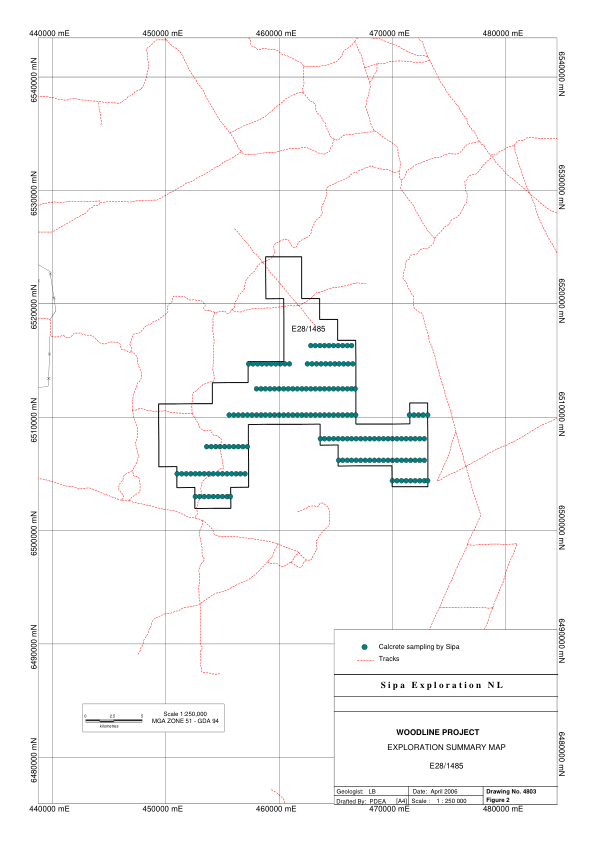 440000 mE 450000 mE 460000 mE 470000 mE 480000 mE
6540000 mN 6540000 mN
6530000 mN 6530000 mN
6520000 mN 6520000 mN
E28/1485
6510000 mN 6510000 mN
6500000 mN 6500000 mN
6490000 mN 6490000 mN
6480000 mN 6480000 mN
Calcrete sampling by Sipa
Tracks
Sipa Exploration NL
Scale 1:250,000
MGA ZONE 51 - GDA 94
0 2.5 5
kilometres
WOODLINE PROJECT
EXPLORATION SUMMARY MAP
E28/1485
Geologist: LB Date: April 2006 Drawing No. 4803
Drafted By: PDEA [A4] Scale : 1 : 250 000 Figure 2
440000 mE 450000 mE 460000 mE 470000 mE 480000 mE